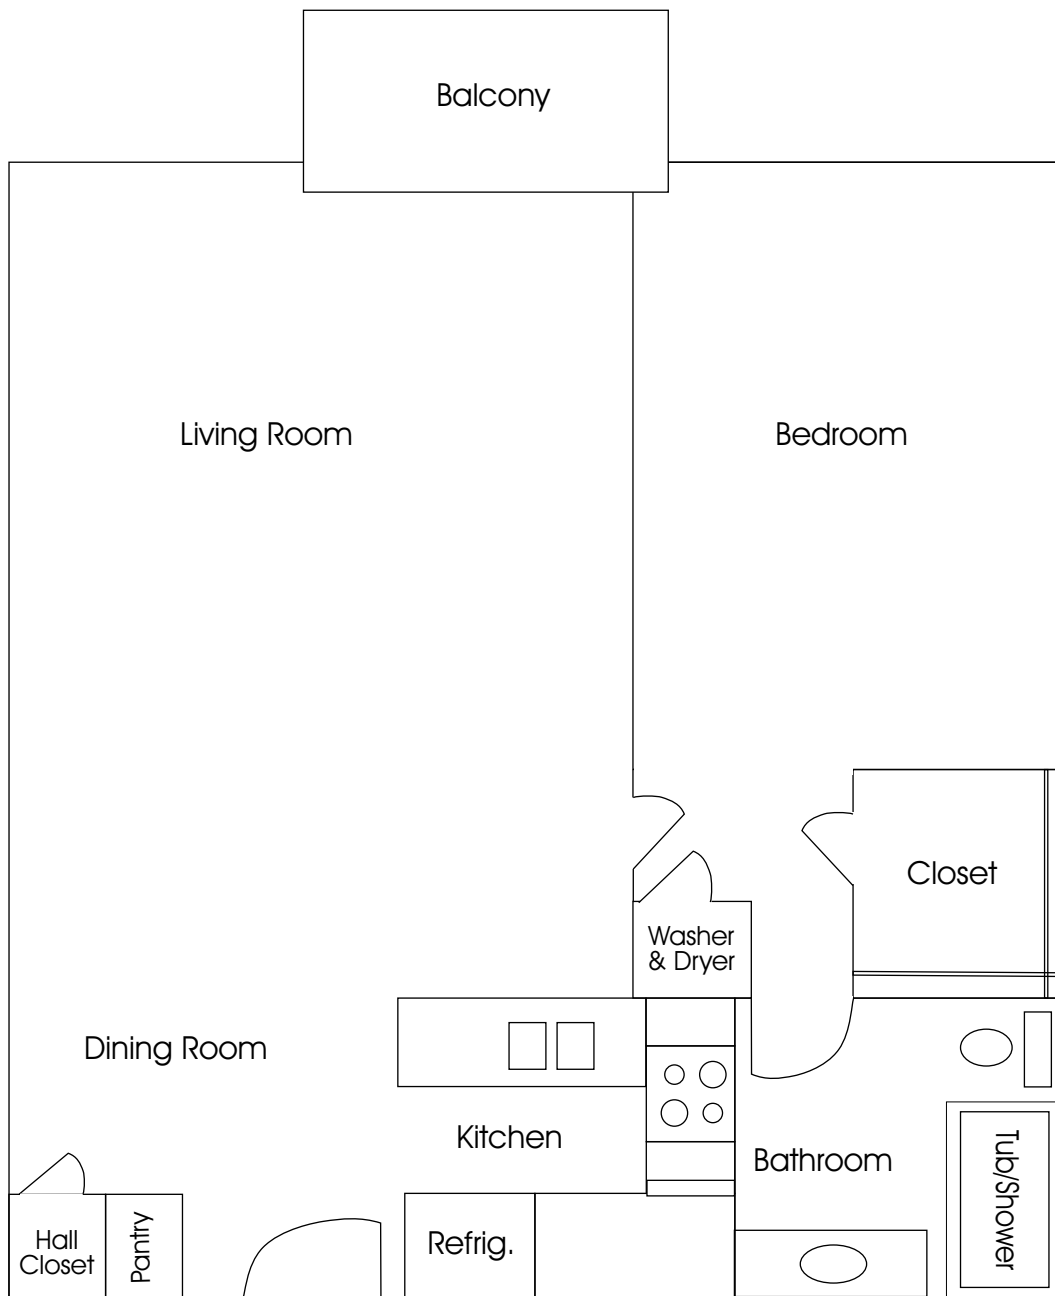 Balcony
Living Room
Bedroom
Closet
Washer
& Dryer
Dining Room
Kitchen
Bathroom
Tub/Shower
Hall
Closet
Pantry
Refrig.